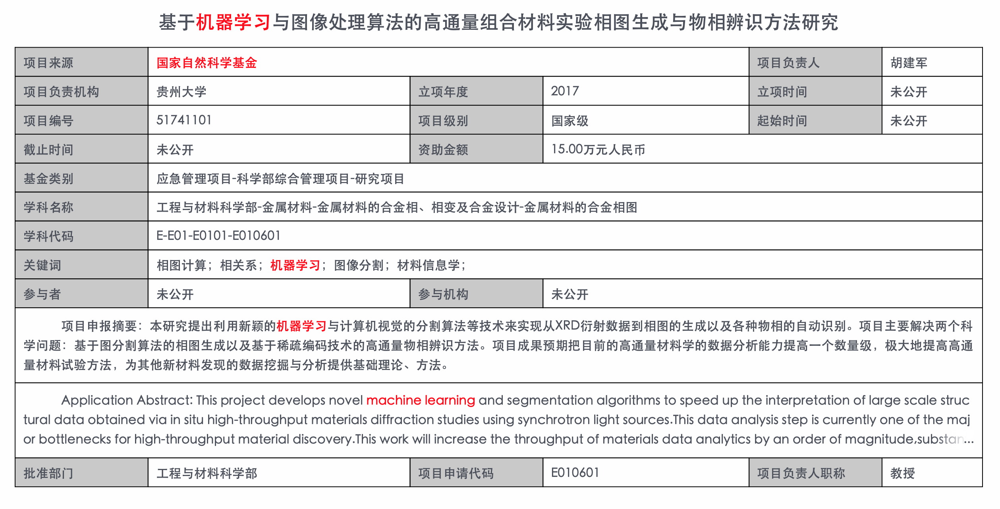 基于机器学习与图像处理算法的高通量组合材料实验相图生成与物相辨识方法研究
项目来源 国家自然科学基金 项目负责人 胡建军
项目负责机构 贵州大学 立项年度 2017 立项时间 未公开
项目编号 51741101 项目级别 国家级 起始时间 未公开
截止时间 未公开 资助金额 15.00万元人民币
基金类别 应急管理项目-科学部综合管理项目-研究项目
学科名称 工程与材料科学部-金属材料-金属材料的合金相、相变及合金设计-金属材料的合金相图
学科代码 E-E01-E0101-E010601
关键词 相图计算；相关系；机器学习；图像分割；材料信息学；
参与者 未公开 参与机构 未公开
项目申报摘要：本研究提出利用新颖的机器学习与计算机视觉的分割算法等技术来实现从XRD衍射数据到相图的生成以及各种物相的自动识别。项目主要解决两个科
学问题：基于图分割算法的相图生成以及基于稀疏编码技术的高通量物相辨识方法。项目成果预期把目前的高通量材料学的数据分析能力提高一个数量级，极大地提高高通
量材料试验方法，为其他新材料发现的数据挖掘与分析提供基础理论、方法。
Application Abstract: This project develops novel machine learning and segmentation algorithms to speed up the interpretation of large scale struc
tural data obtained via in situ high-throughput materials diffraction studies using synchrotron light sources.This data analysis step is currently one of the maj
or bottlenecks for high-throughput material discovery.This work will increase the throughput of materials data analytics by an order of magnitude,substan...
批准部门 工程与材料科学部 项目申请代码 E010601 项目负责人职称 教授